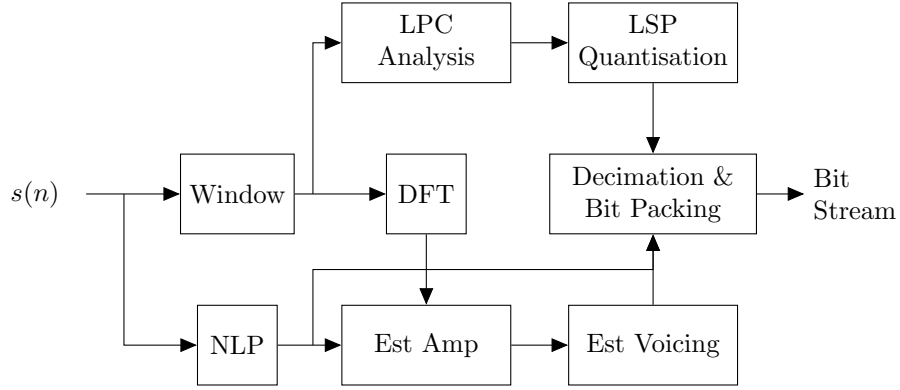 LPC
Analysis
LSP
Quantisation
s(n)
Window
DFT
Decimation &
Bit Packing
Bit
Stream
NLP
Est Amp
Est Voicing